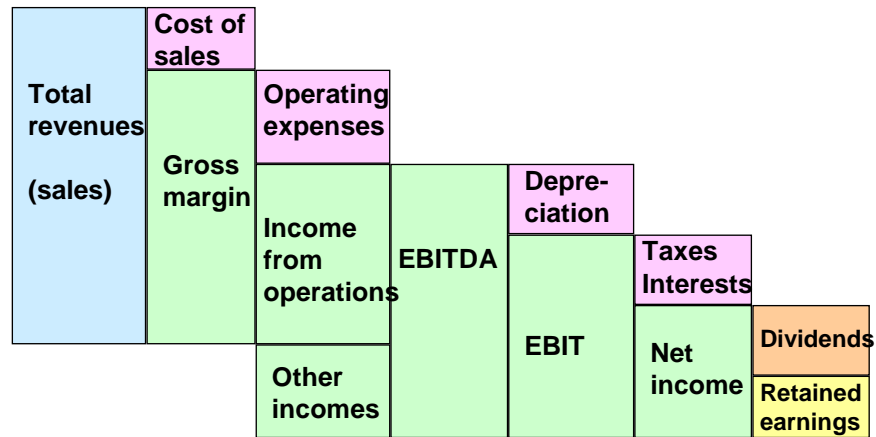 Total
revenues
(sales)
Cost of
sales
Gross
margin
Operating
expenses
Income
from
operations
Other
incomes
EBITDA
Depre-
ciation
EBIT
Taxes
Interests
Net
income
Dividends
Retained
earnings